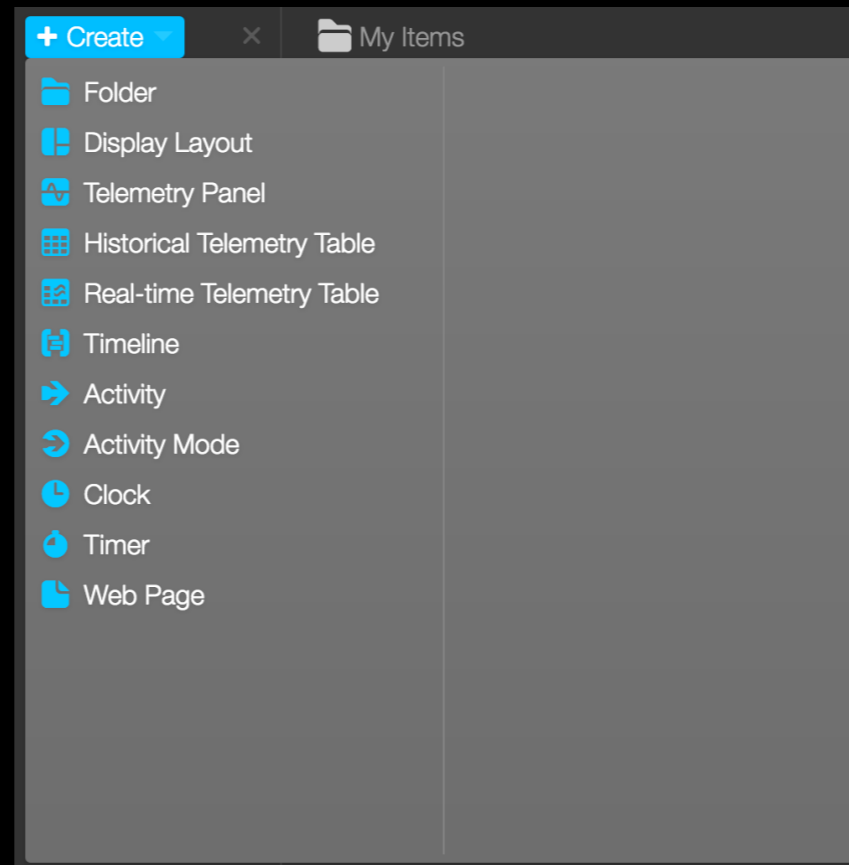 Create
My Items
Folder
Display Layout
Telemetry Panel
Historical Telemetry Table
Real-time Telemetry Table
Timeline
Activity
Activity Mode
Clock
Timer
Web Page